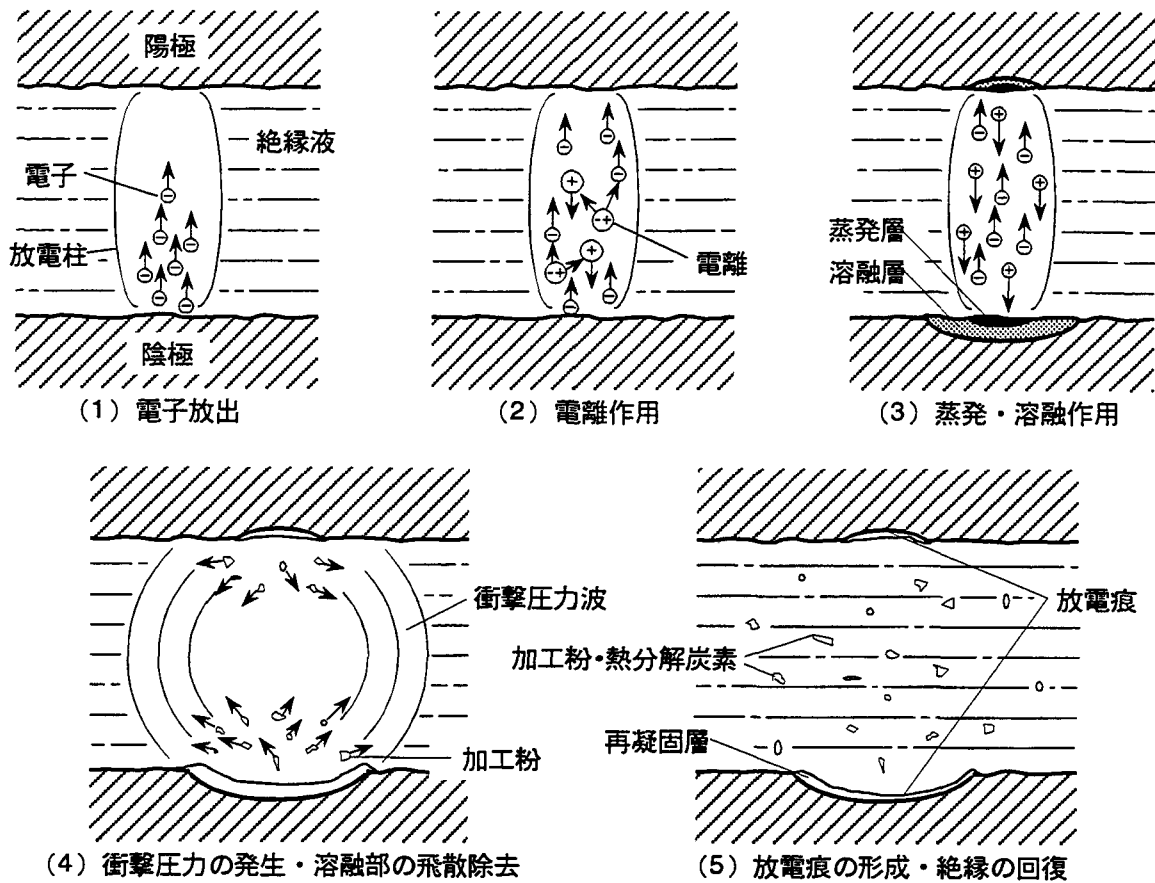 陽極
絶縁液
電子
放電柱
陰極
(1) 電子放出
電離
(2) 電離作用
蒸発層
溶融層
(3) 蒸発・溶融作用
衝撃圧力波
加工粉
(4) 衝撃圧力の発生・溶融部の飛散除去
放電痕
加工粉・熱分解炭素
再凝固層
(5) 放電痕の形成・絶縁の回復